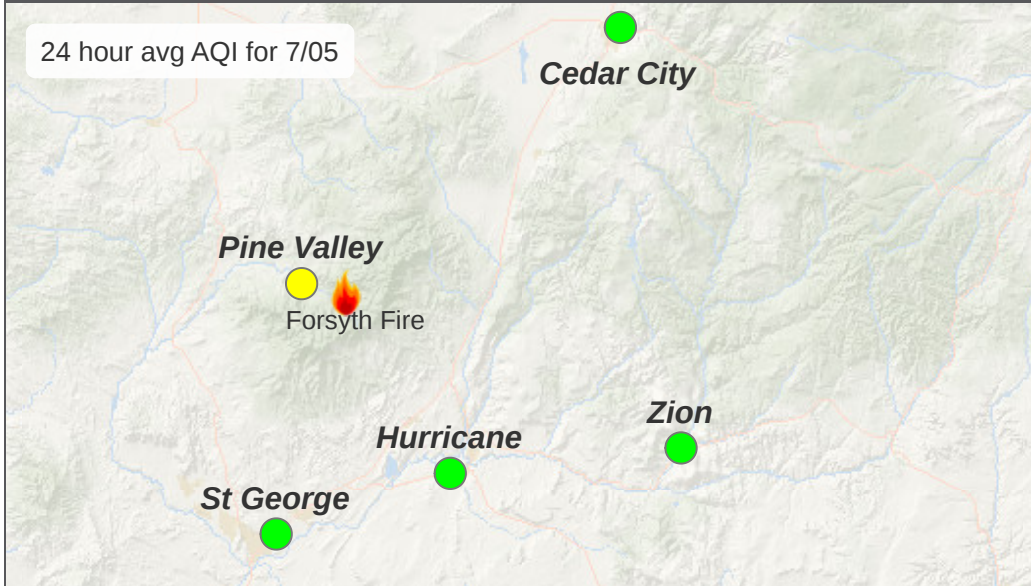 24 hour avg AQI for 7/05
Cedar City
Pine Valley
Forsyth Fire
Zion
Hurricane
St George